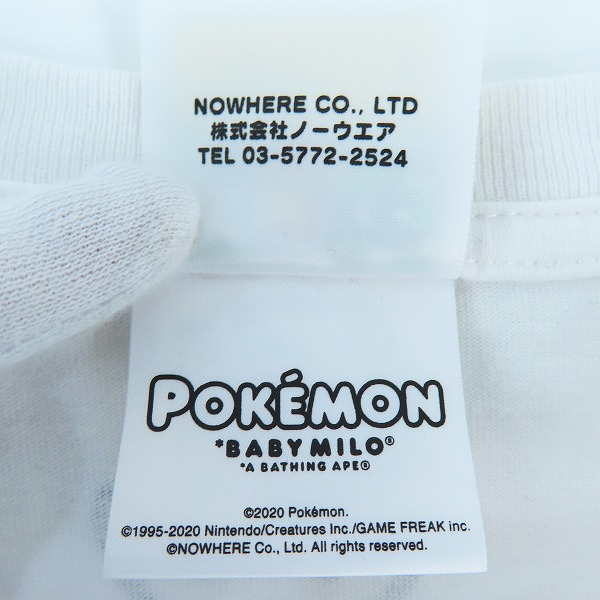 NOWHERE CO., LTD
株式会社ノーウエア
TEL 03-5772-2524
POKÉMON
*BABY MILO®
*A BATHING APE®
©2020 Pokémon.
©1995-2020 Nintendo/Creatures Inc./GAME FREAK inc.
©NOWHERE Co., Ltd. All rights reserved.